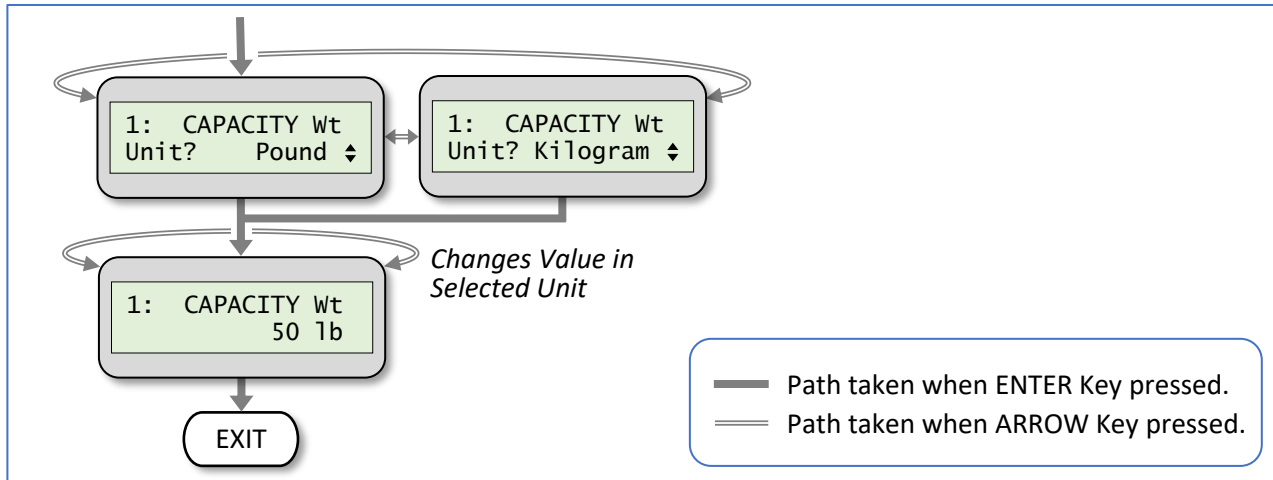 1:  CAPACITY Wt
Unit?    Pound
1:  CAPACITY Wt
Unit? Kilogram
Changes Value in
Selected Unit
1:  CAPACITY Wt
50 lb
EXIT
Path taken when ENTER Key pressed.
Path taken when ARROW Key pressed.